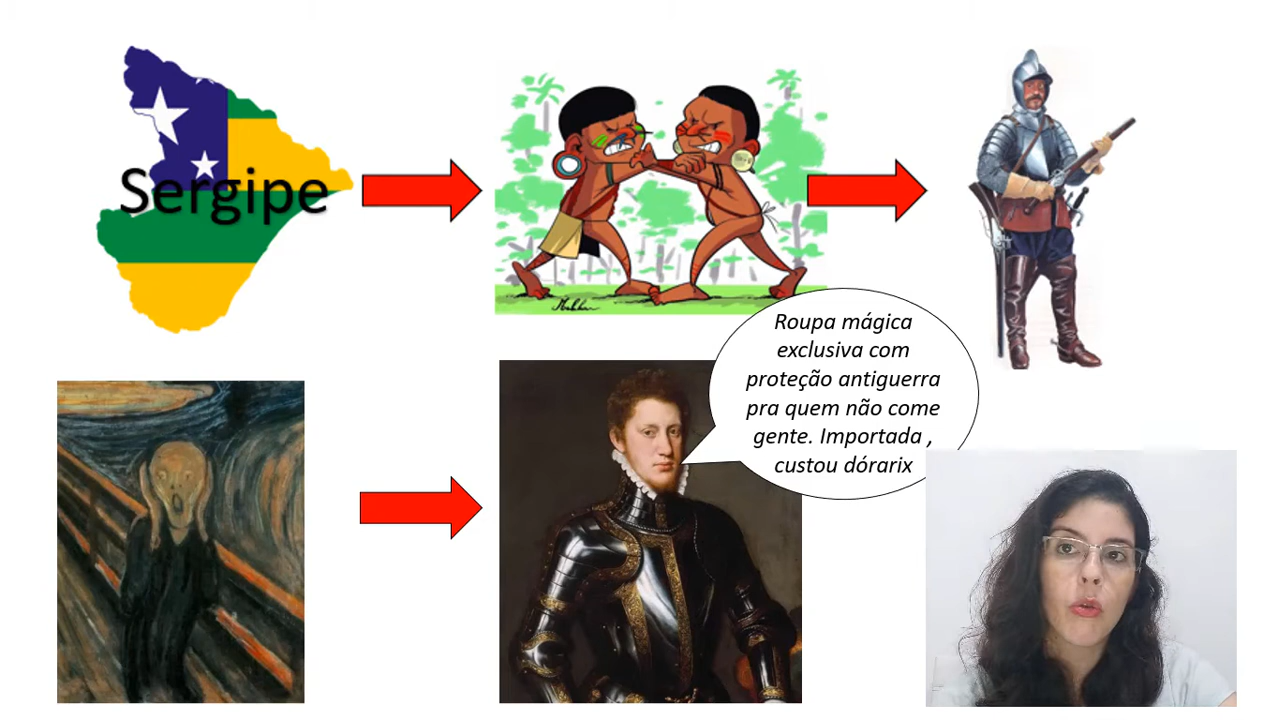 Sergipe
Roupa mágica
exclusiva com
proteção antiguerra
pra quem não come
gente. Importada ,
custou dórarix